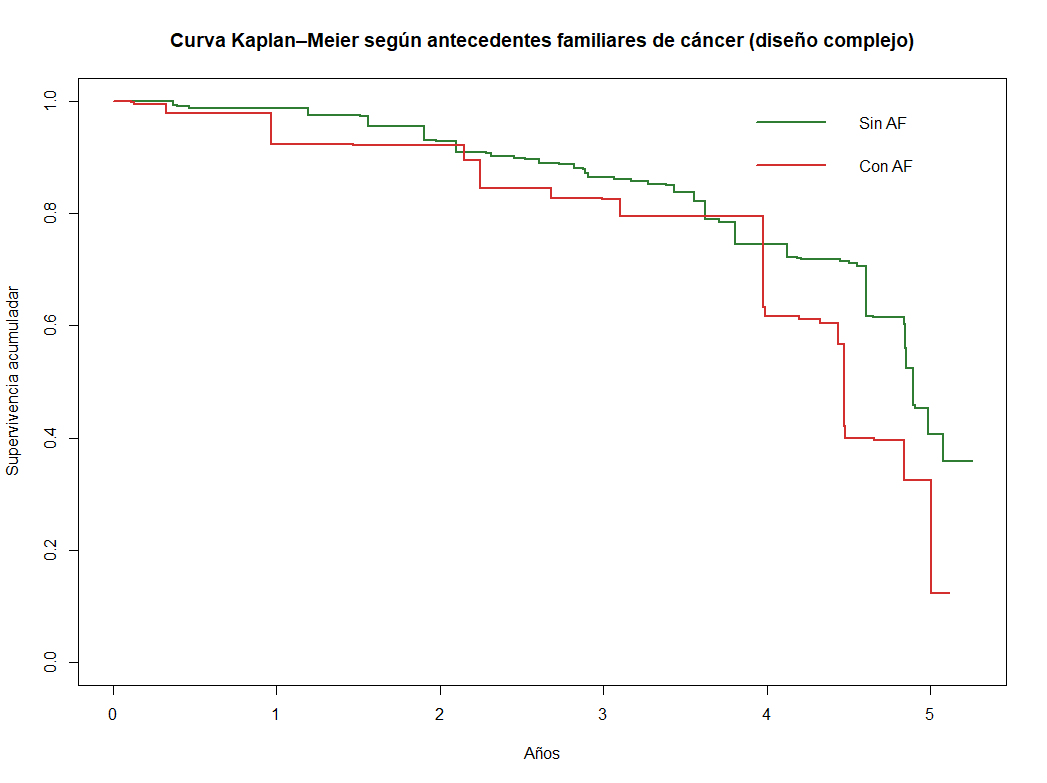 Curva Kaplan–Meier según antecedentes familiares de cáncer (diseño complejo)
Sin AF
Con AF
Supervivencia acumuladar
1.0
0.8
0.6
0.4
0.2
0.0
0 1 2 3 4 5
Años